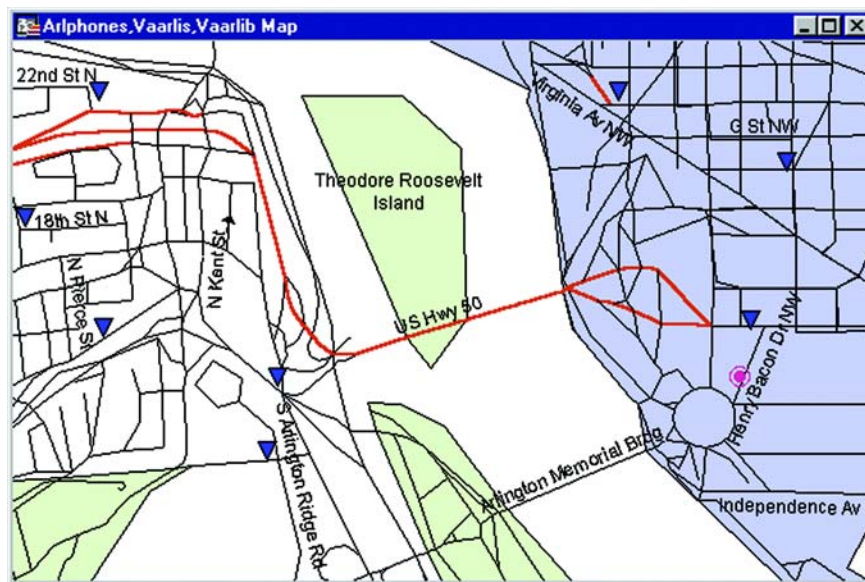 Arlphones,Vaarlis,Vaarlib Map
22nd St N
Virginia Av NW
G St NW
Theodore Roosevelt
Island
18th St N
N Kent St
N Pierce St
US Hwy 50
Henry Bacon Dr NW
S Arlington Ridge Rd
Arlington Memorial Brdg
Independence Av